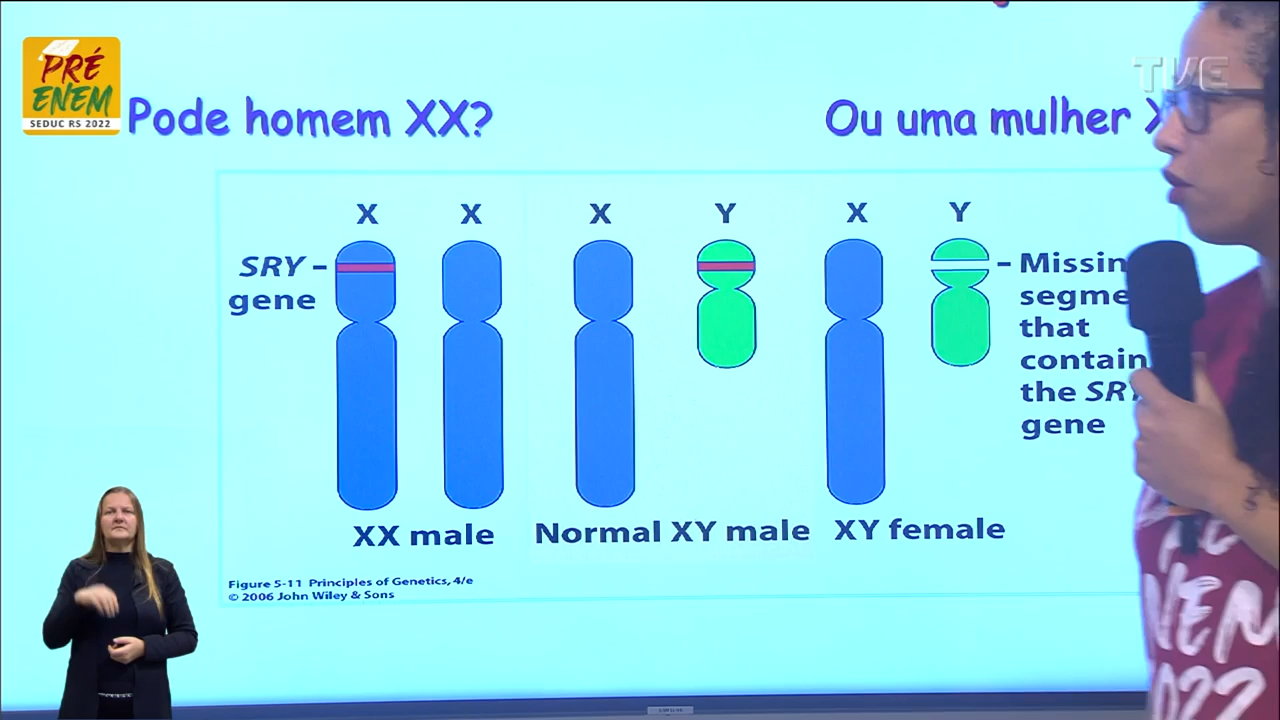 PRÉ
ENEM
SEDUC RS 2022
TVE
Pode homem XX?
Ou uma mulher
X X X Y X Y
SRY –
gene
– Missin
segme
that
contain
the SRY
gene
XX male
Normal XY male
XY female
Figure 5-11 Principles of Genetics, 4/e
© 2006 John Wiley & Sons